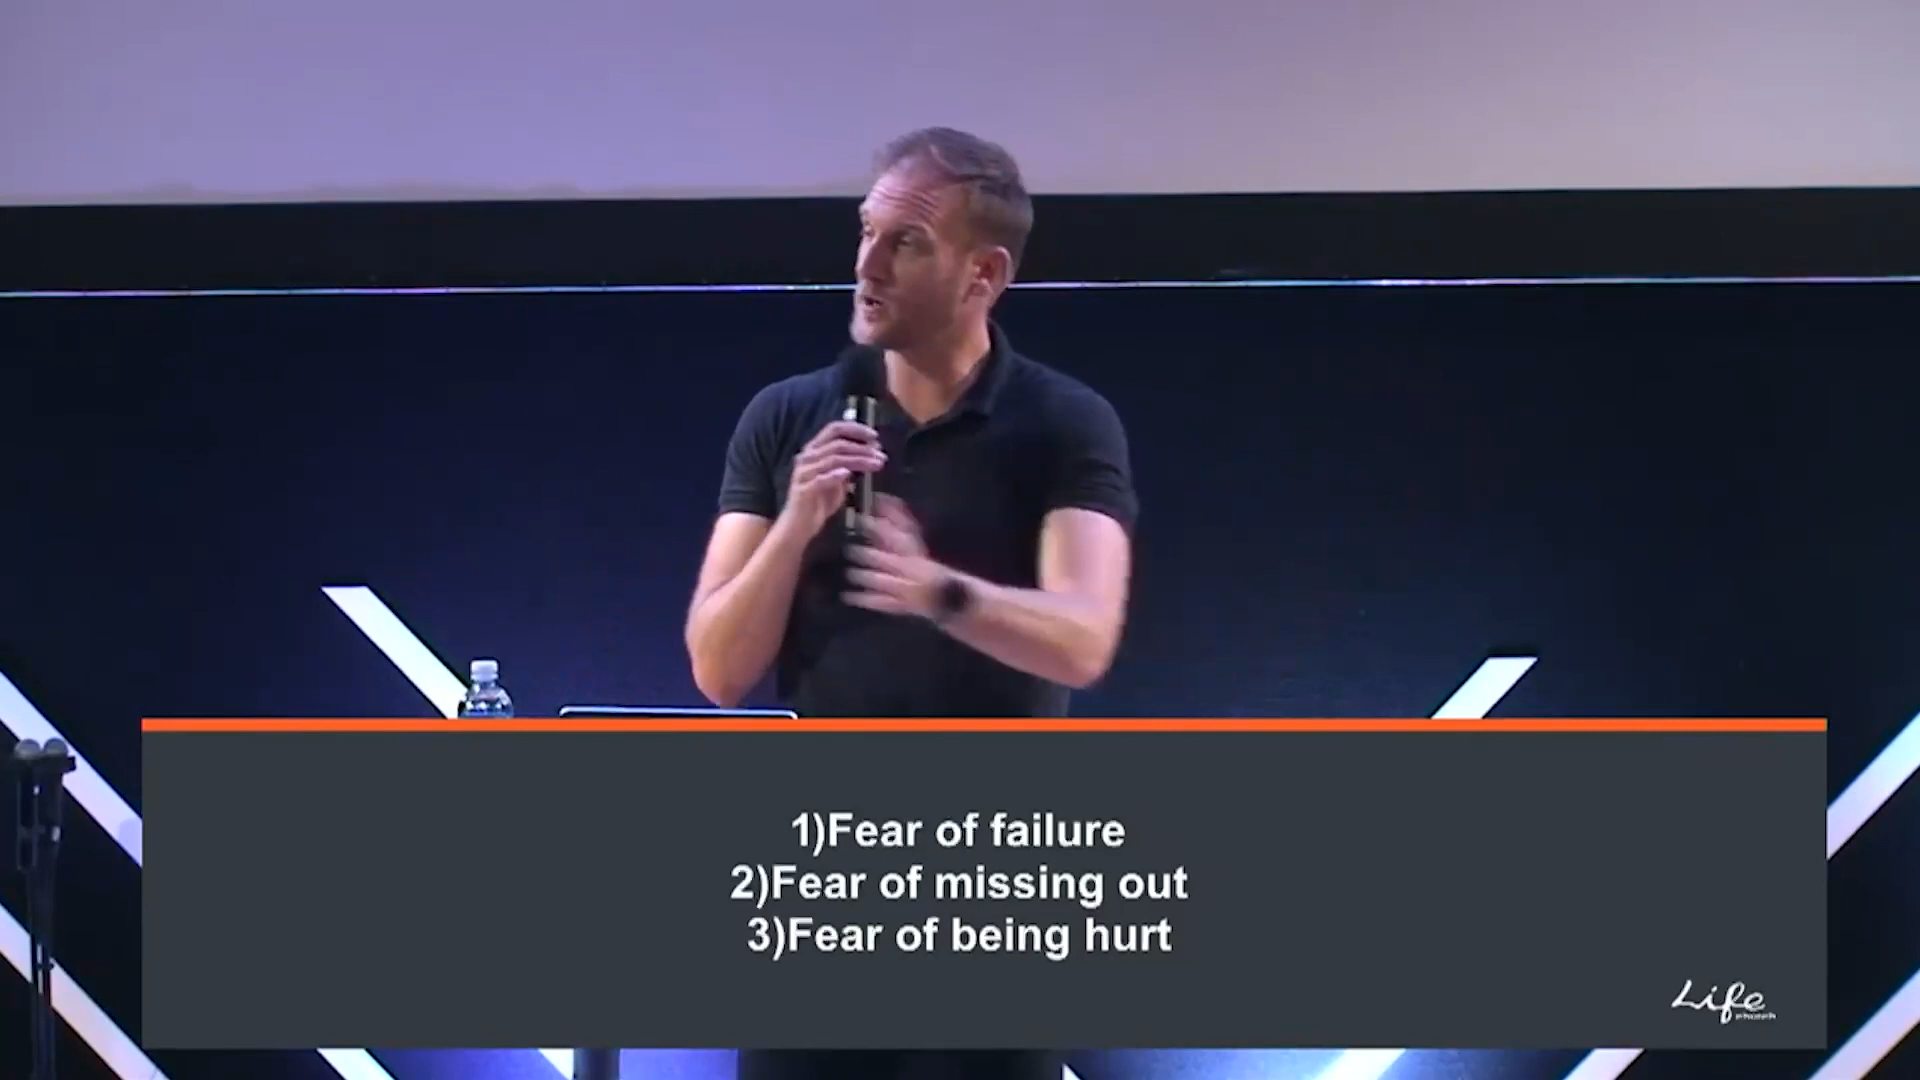 1)Fear of failure
2)Fear of missing out
3)Fear of being hurt
Life